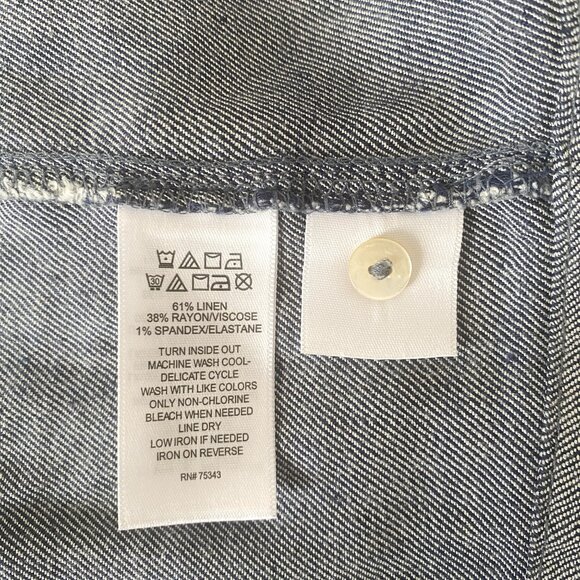 30
61% LINEN
38% RAYON/VISCOSE
1% SPANDEX/ELASTANE
TURN INSIDE OUT
MACHINE WASH COOL-
DELICATE CYCLE
WASH WITH LIKE COLORS
ONLY NON-CHLORINE
BLEACH WHEN NEEDED
LINE DRY
LOW IRON IF NEEDED
IRON ON REVERSE
RN# 75343